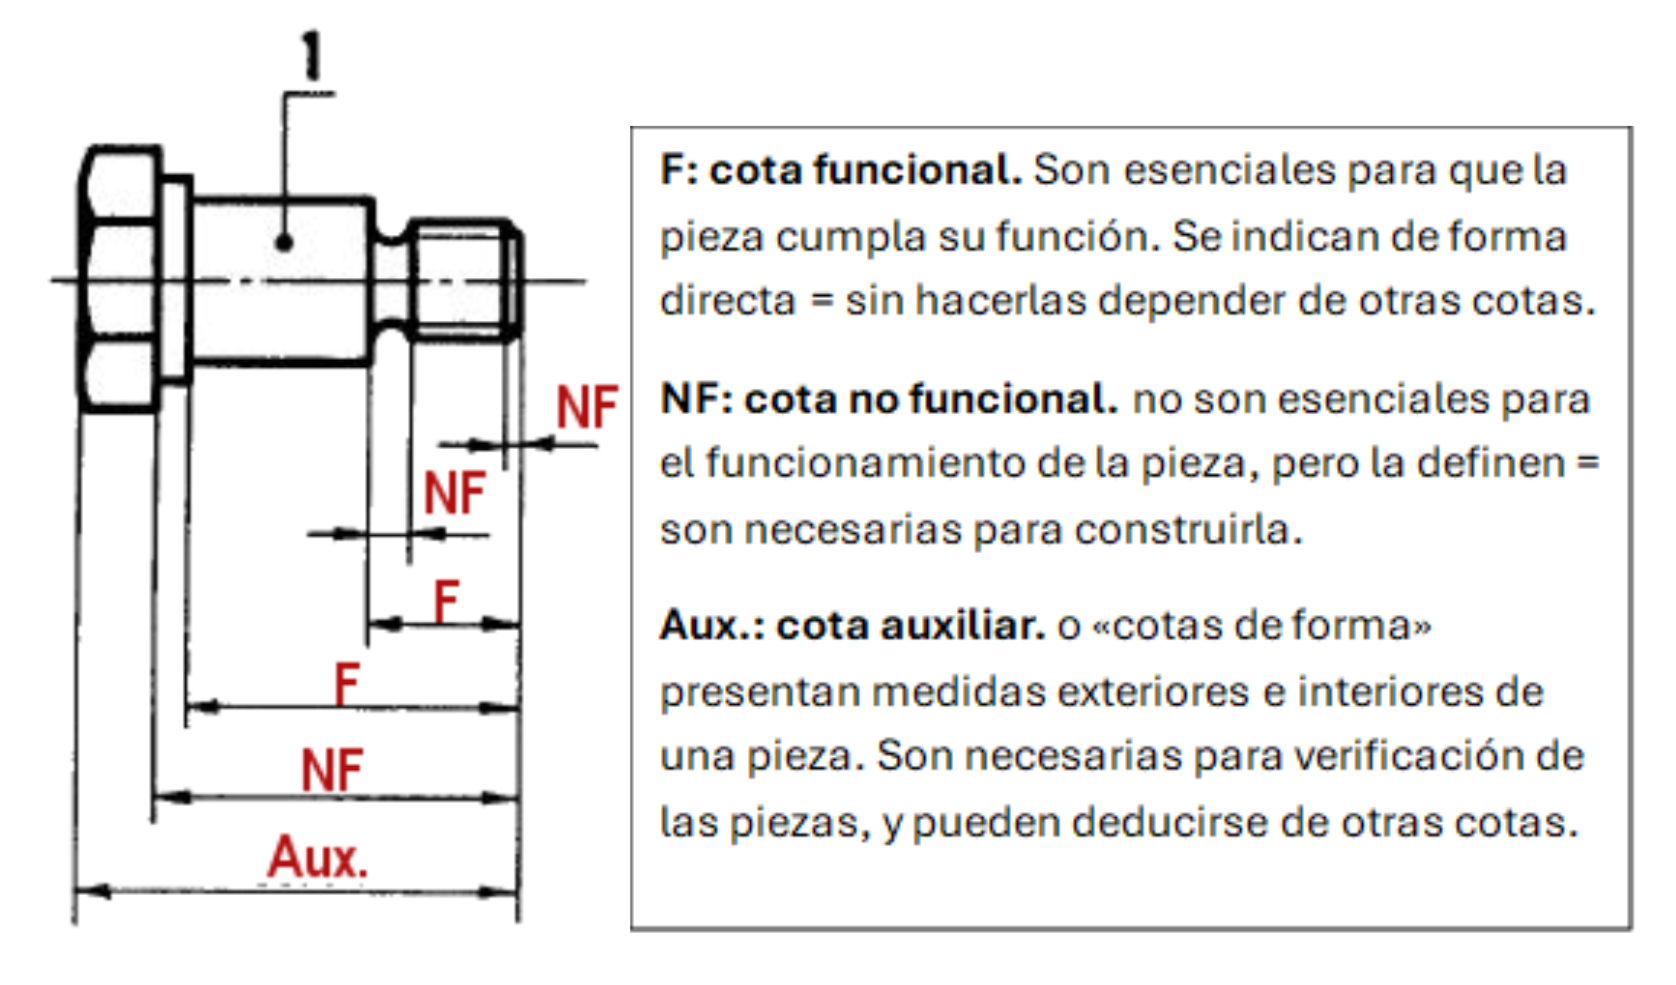 1
F: cota funcional. Son esenciales para que la
pieza cumpla su función. Se indican de forma
directa = sin hacerlas depender de otras cotas.
NF: cota no funcional. no son esenciales para
el funcionamiento de la pieza, pero la definen =
son necesarias para construirla.
Aux.: cota auxiliar. o «cotas de forma»
presentan medidas exteriores e interiores de
una pieza. Son necesarias para verificación de
las piezas, y pueden deducirse de otras cotas.
NF
NF
F
F
NF
Aux.